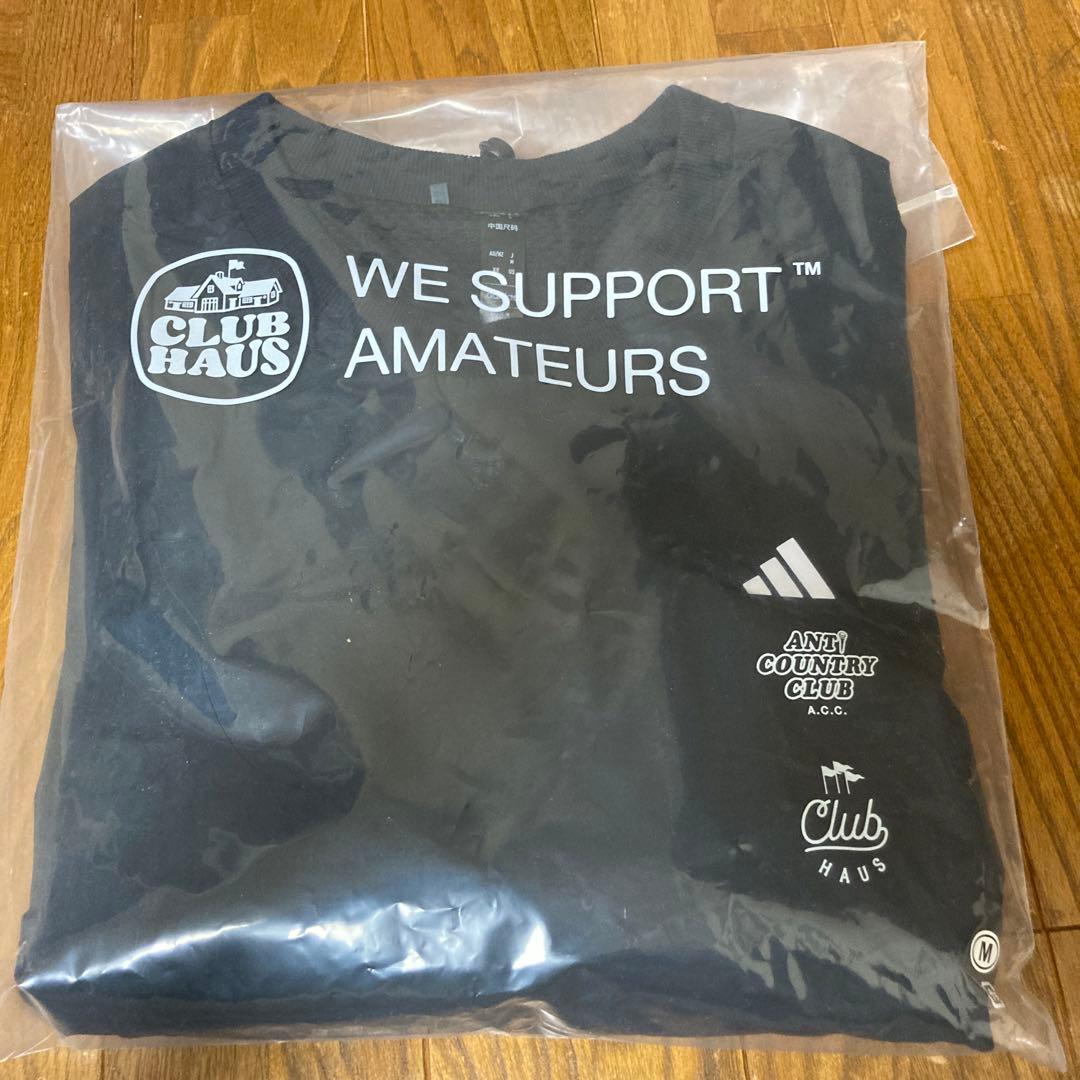 中国尺码
CLUB
HAUS
WE SUPPORT™
AMATEURS
ANTI
COUNTRY
CLUB
A.C.C.
Club
HAUS
M